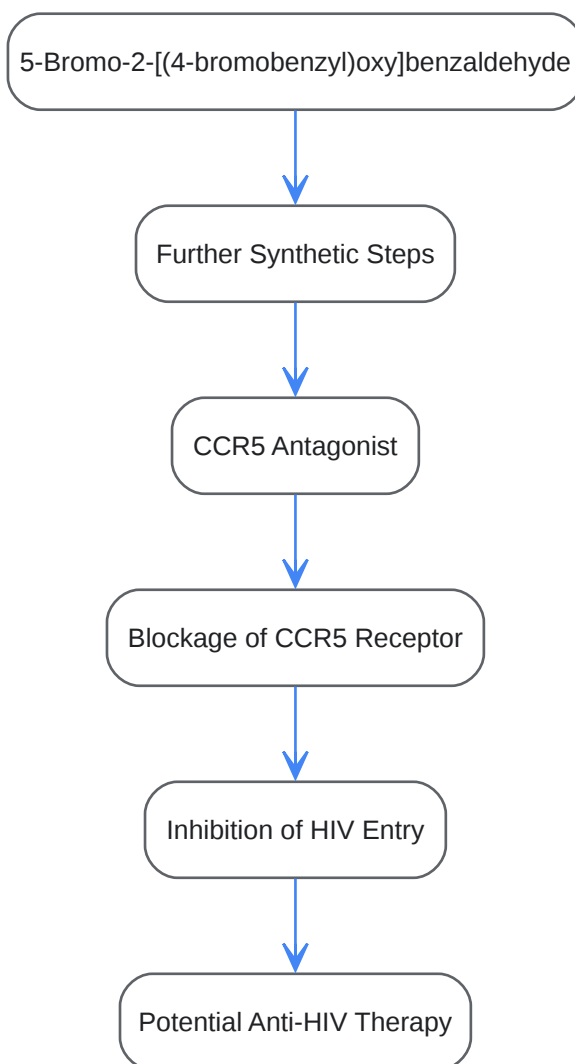 5-Bromo-2-[(4-bromobenzyl)oxy]benzaldehyde
Further Synthetic Steps
CCR5 Antagonist
Blockage of CCR5 Receptor
Inhibition of HIV Entry
Potential Anti-HIV Therapy